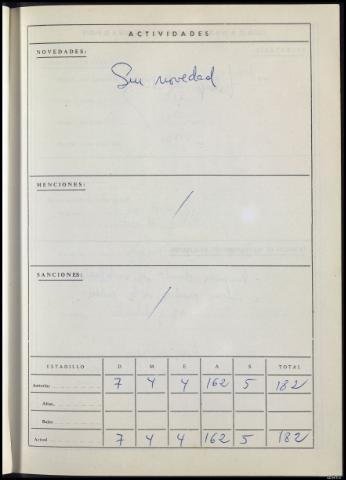 ACTIVIDADES
NOVEDADES:
Sin novedad
MENCIONES:
/
SANCIONES:
/
ESTADILLO D M E A S TOTAL
Anterior 7 4 4 162 5 182
Altas
Bajas
Actual 7 4 4 162 5 182